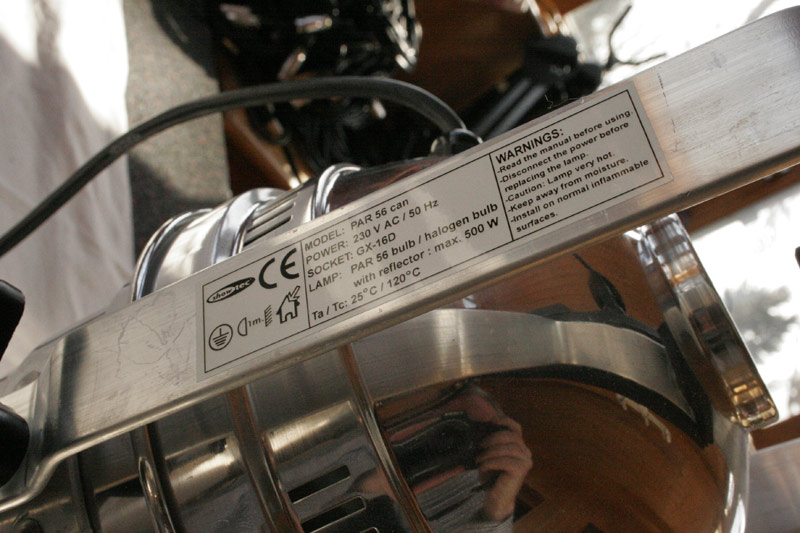 showtec
CE
1m.
MODEL: PAR 56 can
POWER: 230 V AC / 50 Hz
SOCKET: GX-16D
LAMP: PAR 56 bulb / halogen bulb
with reflector : max. 500 W
Ta / Tc: 25°C / 120°C
WARNINGS:
-Read the manual before using.
-Disconnect the power before
replacing the lamp.
-Caution: Lamp very hot.
-Keep away from moisture.
-Install on normal inflammable
surfaces.